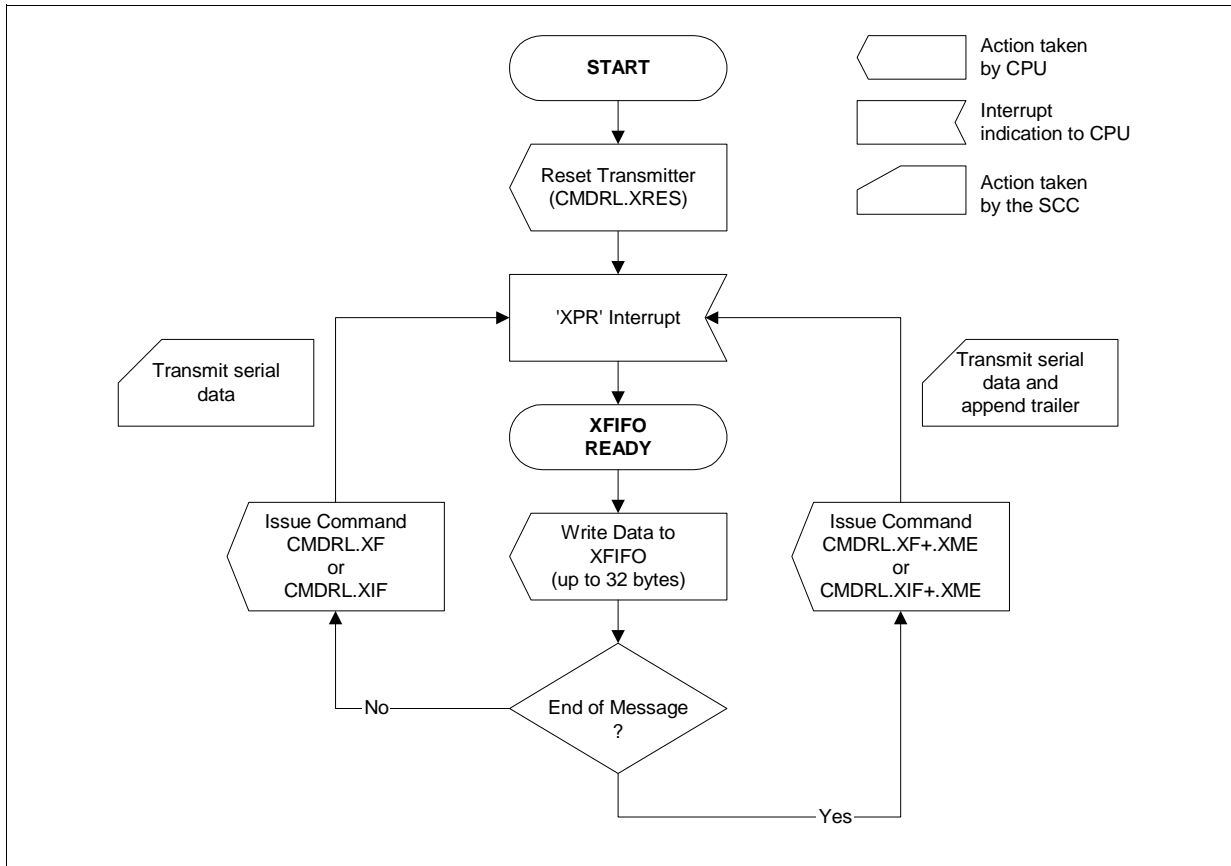 START
Action taken
by CPU
Interrupt
indication to CPU
Action taken
by the SCC
Reset Transmitter
(CMDRL.XRES)
'XPR' Interrupt
Transmit serial
data
Transmit serial
data and
append trailer
XFIFO
READY
Issue Command
CMDRL.XF
or
CMDRL.XIF
Write Data to
XFIFO
(up to 32 bytes)
Issue Command
CMDRL.XF+.XME
or
CMDRL.XIF+.XME
No
End of Message
?
Yes